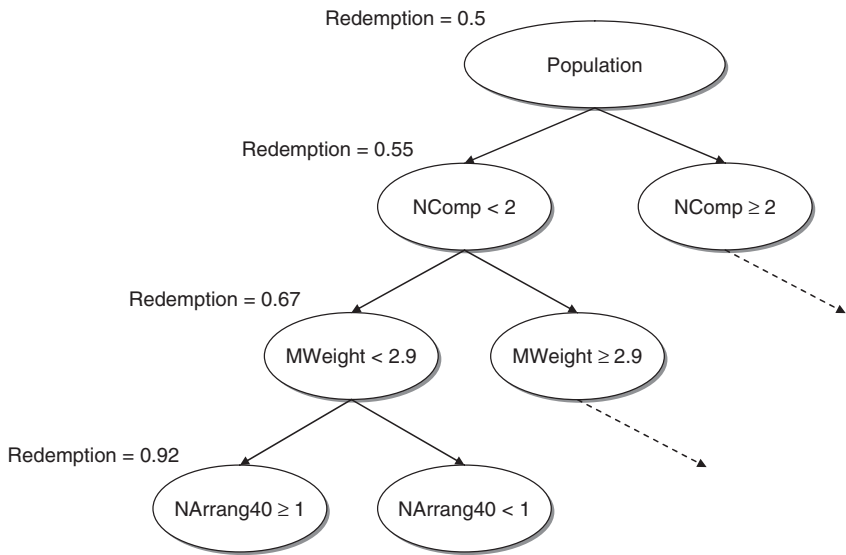 Redemption = 0.5
Population
Redemption = 0.55
NComp < 2
NComp ≥ 2
Redemption = 0.67
MWeight < 2.9
MWeight ≥ 2.9
Redemption = 0.92
NArrang40 ≥ 1
NArrang40 < 1